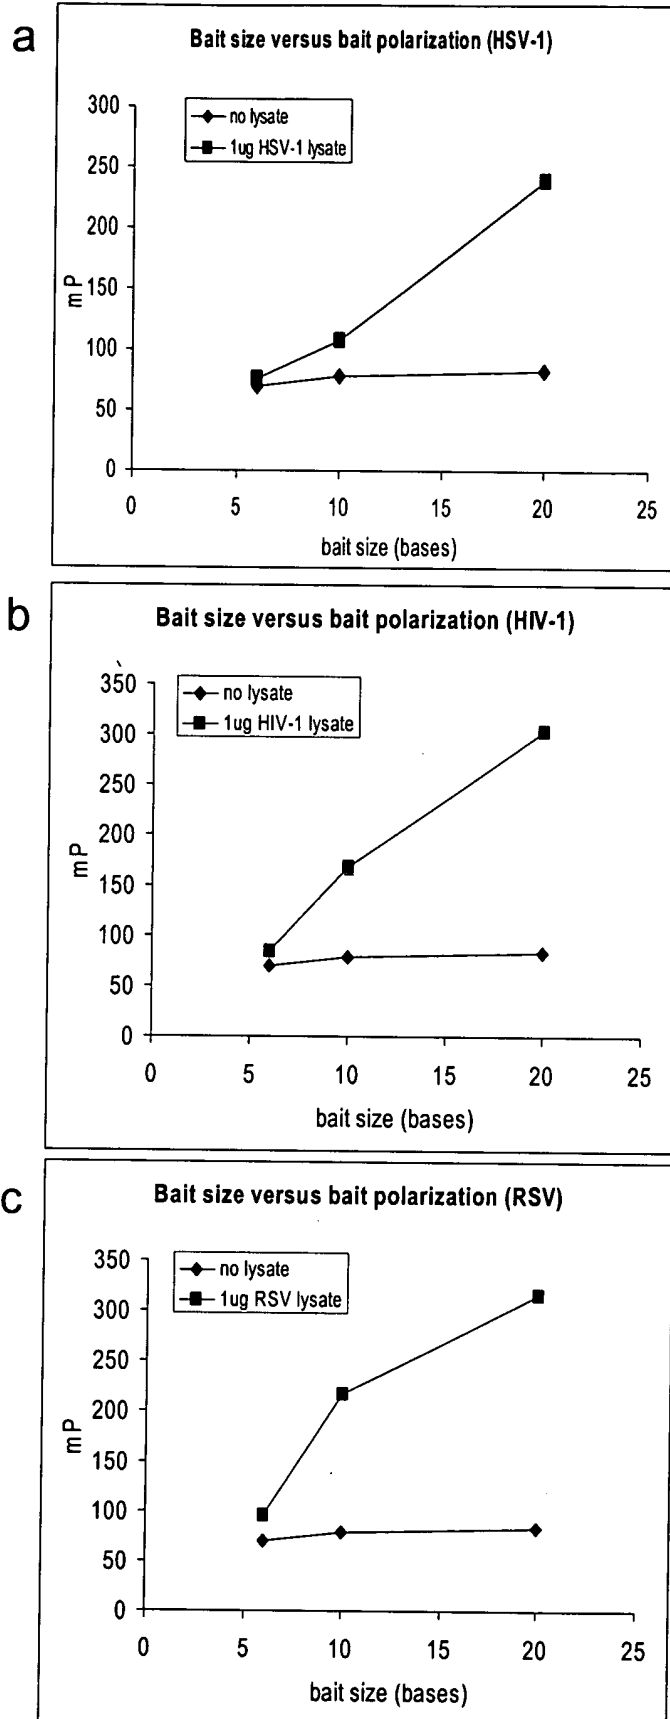 a
Bait size versus bait polarization (HSV-1)
300
250
200
150
100
50
0
mP
no lysate
1ug HSV-1 lysate
0 5 10 15 20 25
bait size (bases)
b
Bait size versus bait polarization (HIV-1)
350
300
250
200
150
100
50
0
mP
no lysate
1ug HIV-1 lysate
0 5 10 15 20 25
bait size (bases)
c
Bait size versus bait polarization (RSV)
350
300
250
200
150
100
50
0
mP
no lysate
1ug RSV lysate
0 5 10 15 20 25
bait size (bases)